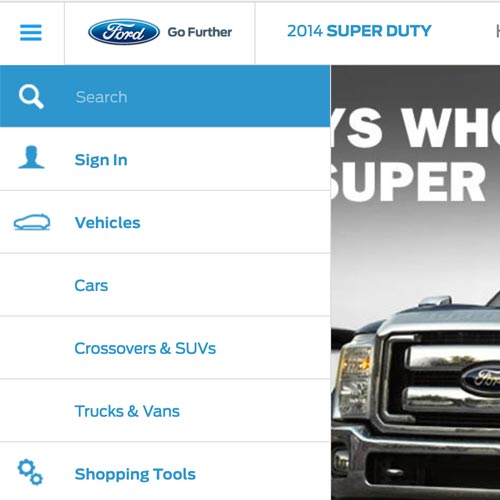 Ford Go Further
2014 SUPER DUTY
Search
YS WHO
SUPER
Sign In
Vehicles
Cars
Crossovers & SUVs
Trucks & Vans
Shopping Tools
Ford